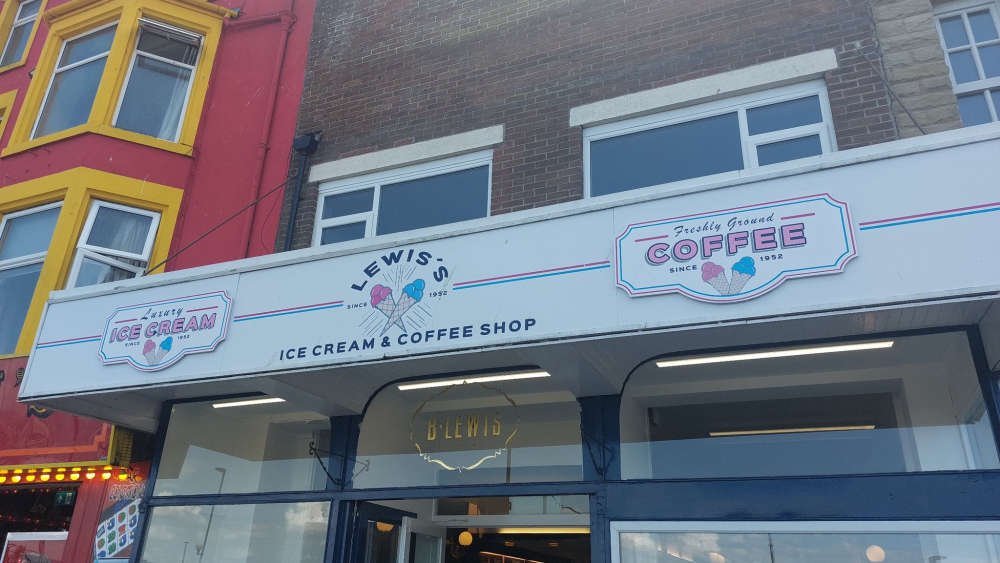 Luxury
ICE CREAM
SINCE 1952
LEWIS'S
SINCE 1952
ICE CREAM & COFFEE SHOP
Freshly Ground
COFFEE
SINCE 1952
B·LEWIS